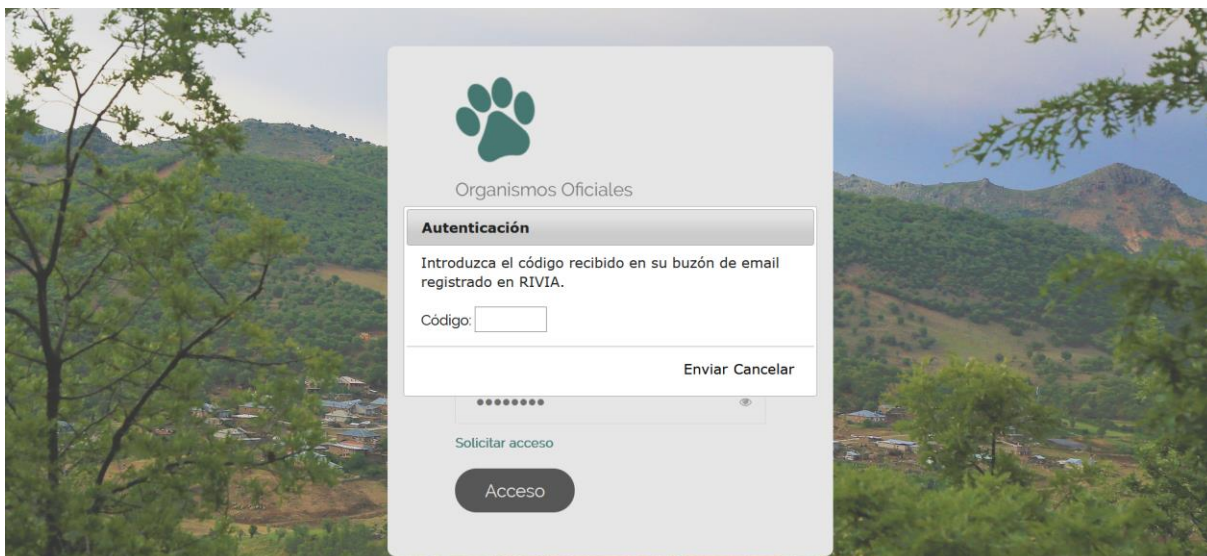 Organismos Oficiales
Autenticación
Introduzca el código recibido en su buzón de email
registrado en RIVIA.
Código:
Enviar Cancelar
••••••••
Solicitar acceso
Acceso